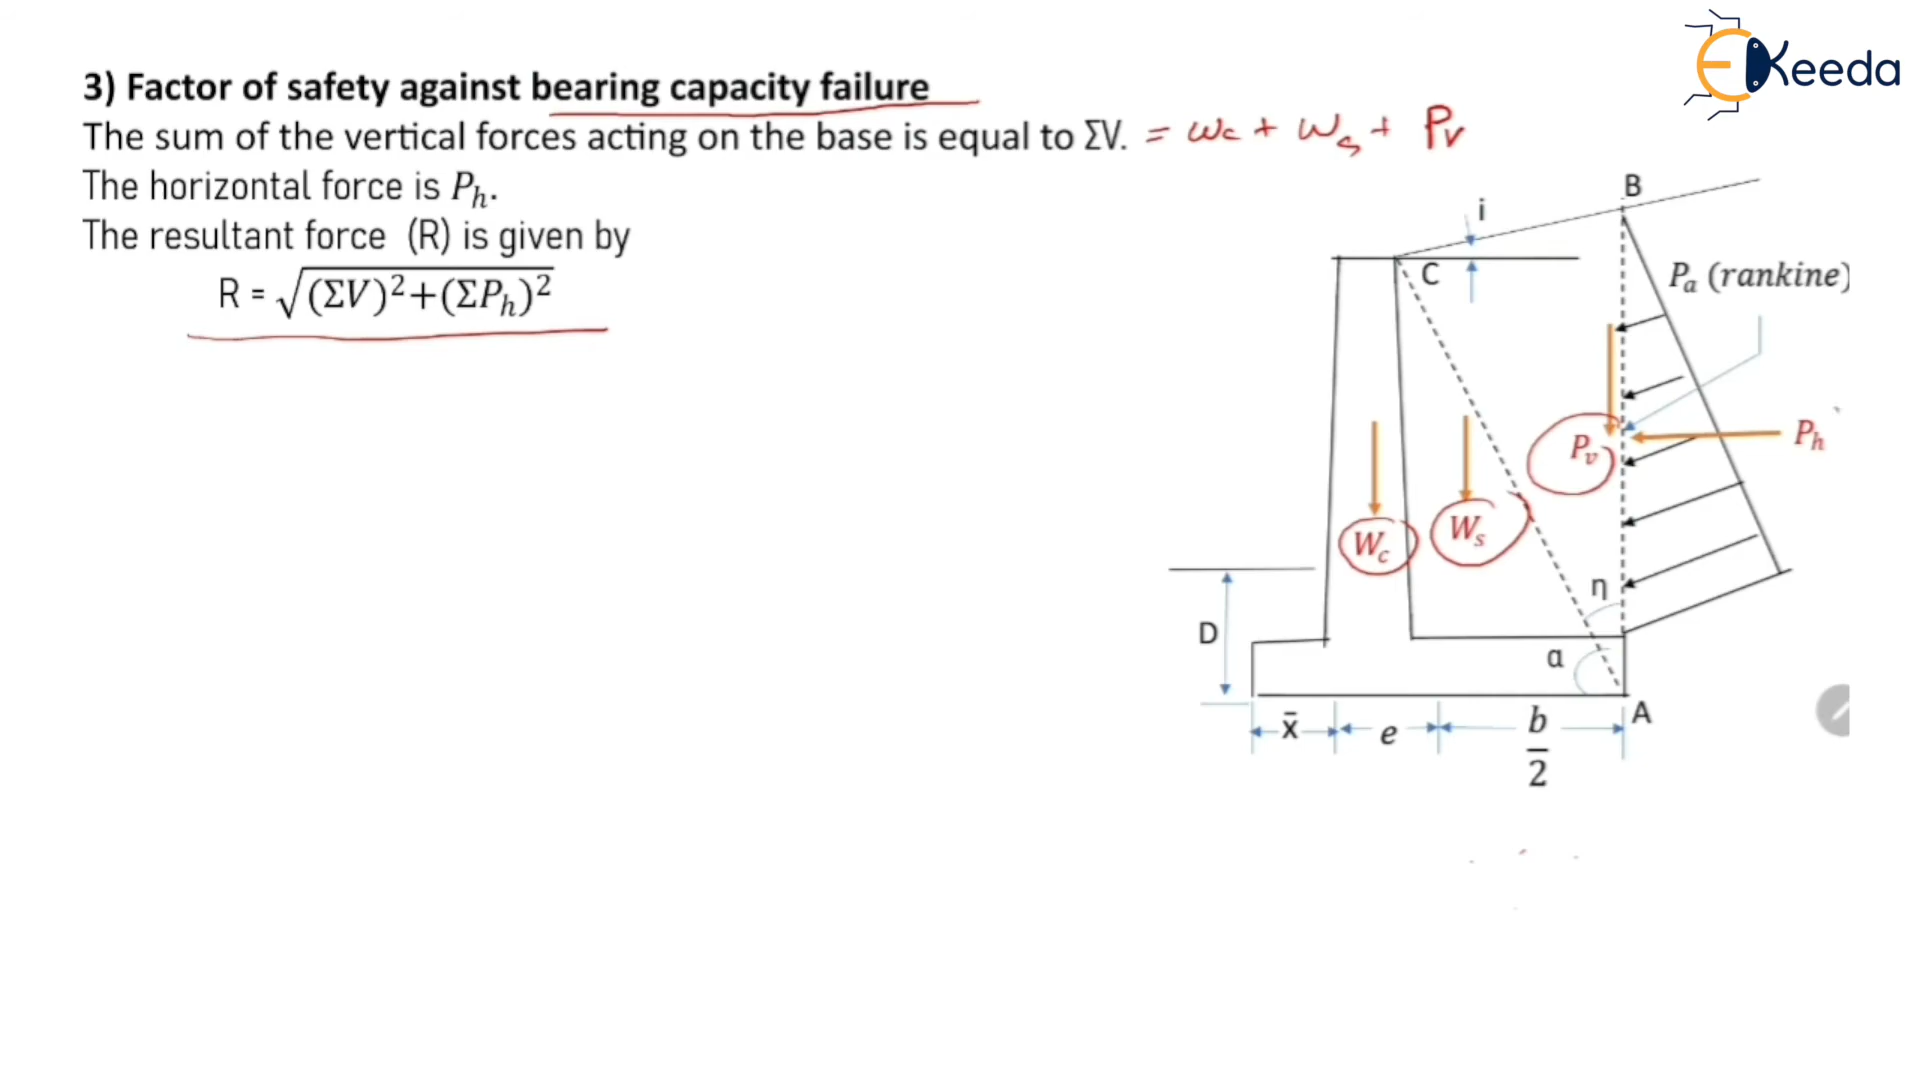 EKeeda
3) Factor of safety against bearing capacity failure
The sum of the vertical forces acting on the base is equal to ΣV. = Wc + Ws + Pv
The horizontal force is Pₕ.
The resultant force (R) is given by
R = √(ΣV)²+(ΣPₕ)²
B
i
C
Pₐ (rankine)
Pₕ
Pᵥ
W꜀
Wₛ
η
D
α
A
x̄
e
b
2